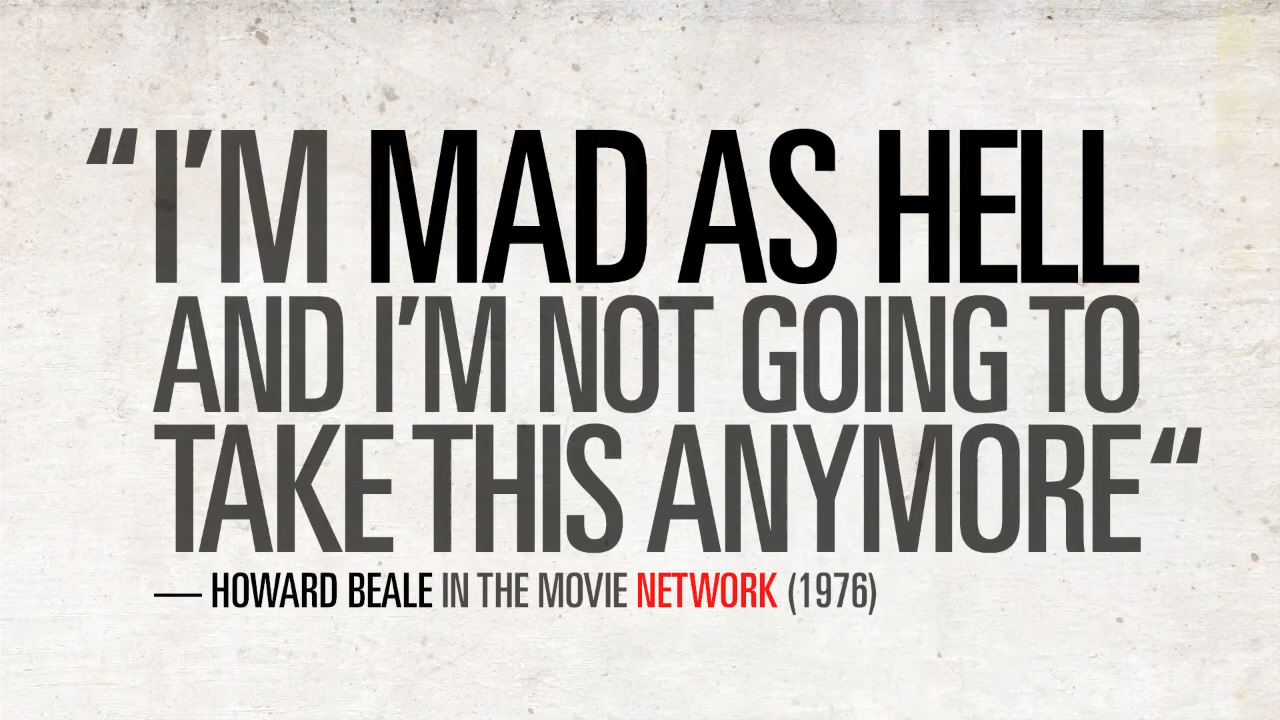 “I’M MAD AS HELL
AND I’M NOT GOING TO
TAKE THIS ANYMORE“
— HOWARD BEALE IN THE MOVIE NETWORK (1976)